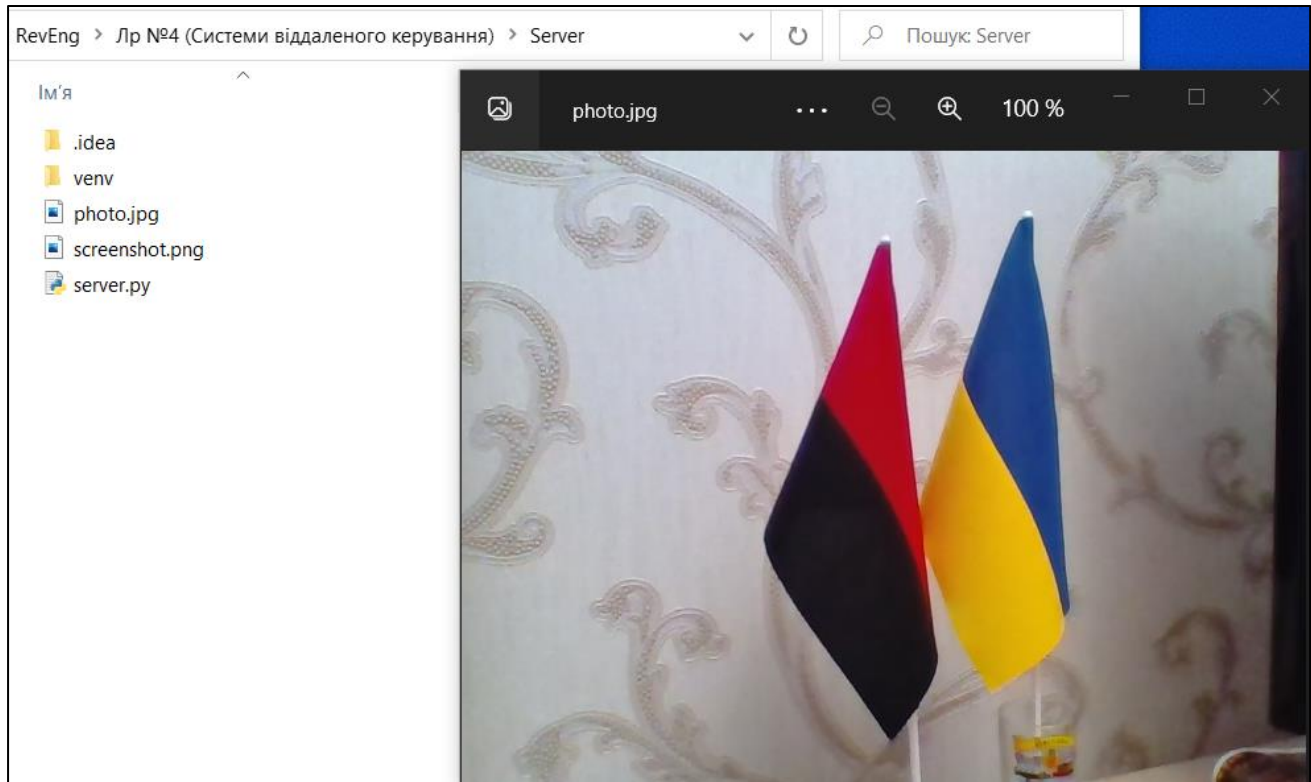 RevEng > Лр №4 (Системи віддаленого керування) > Server
Пошук: Server
Ім'я
.idea
venv
photo.jpg
screenshot.png
server.py
photo.jpg
100 %